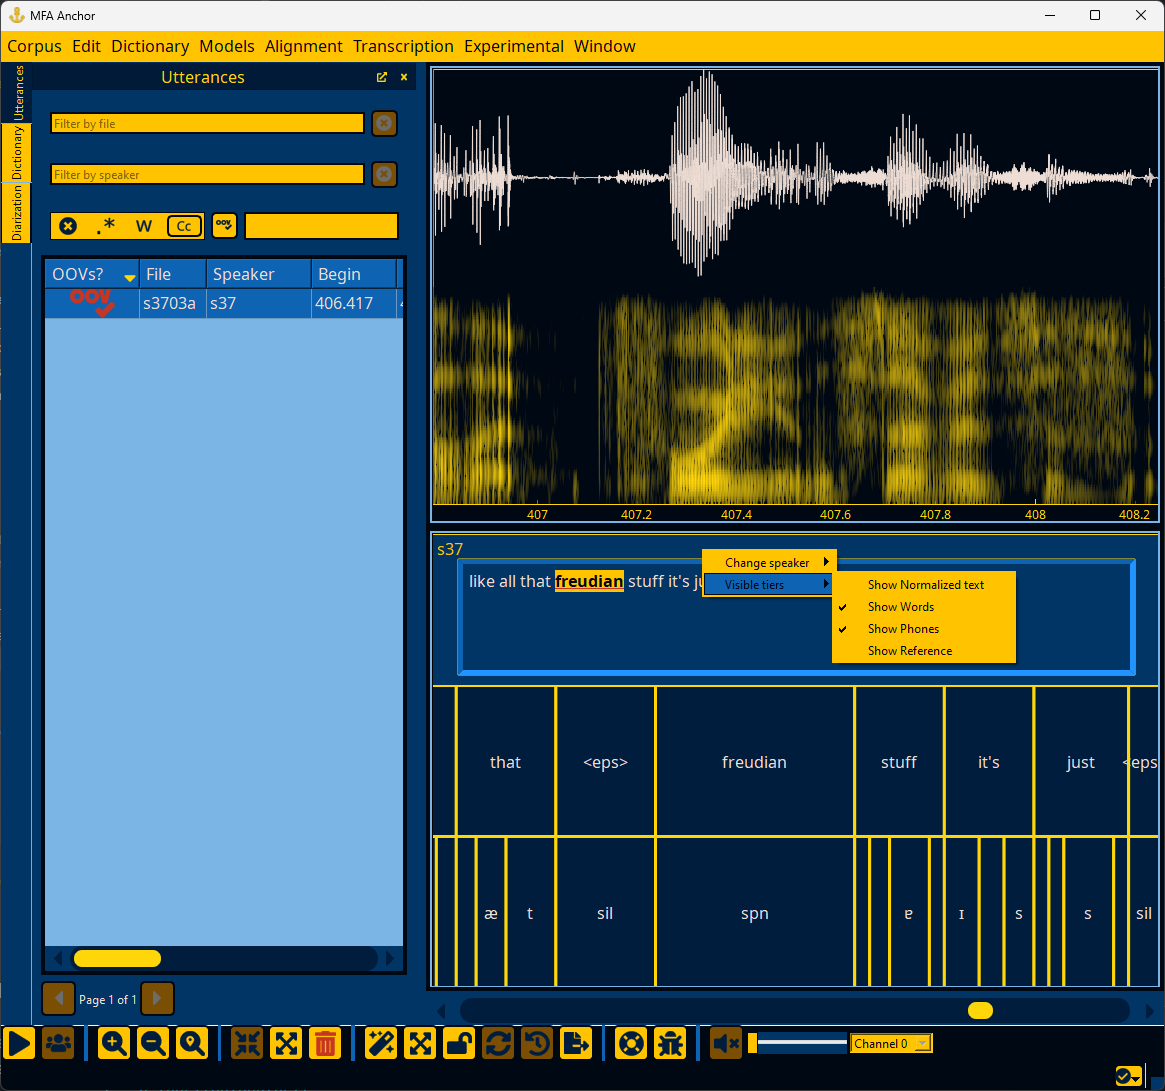 MFA Anchor
Corpus Edit Dictionary Models Alignment Transcription Experimental Window
Utterances
Dictionary
Diarization
Utterances
Filter by file
Filter by speaker
.* W Cc oov
OOVs? File Speaker Begin
oov s3703a s37 406.417
Page 1 of 1
407 407.2 407.4 407.6 407.8 408 408.2
s37
like all that freudian stuff it's
Change speaker
Visible tiers
Show Normalized text
Show Words
Show Phones
Show Reference
that <eps> freudian stuff it's just <eps
æ t sil spn ɐ ɪ s s sil
Channel 0